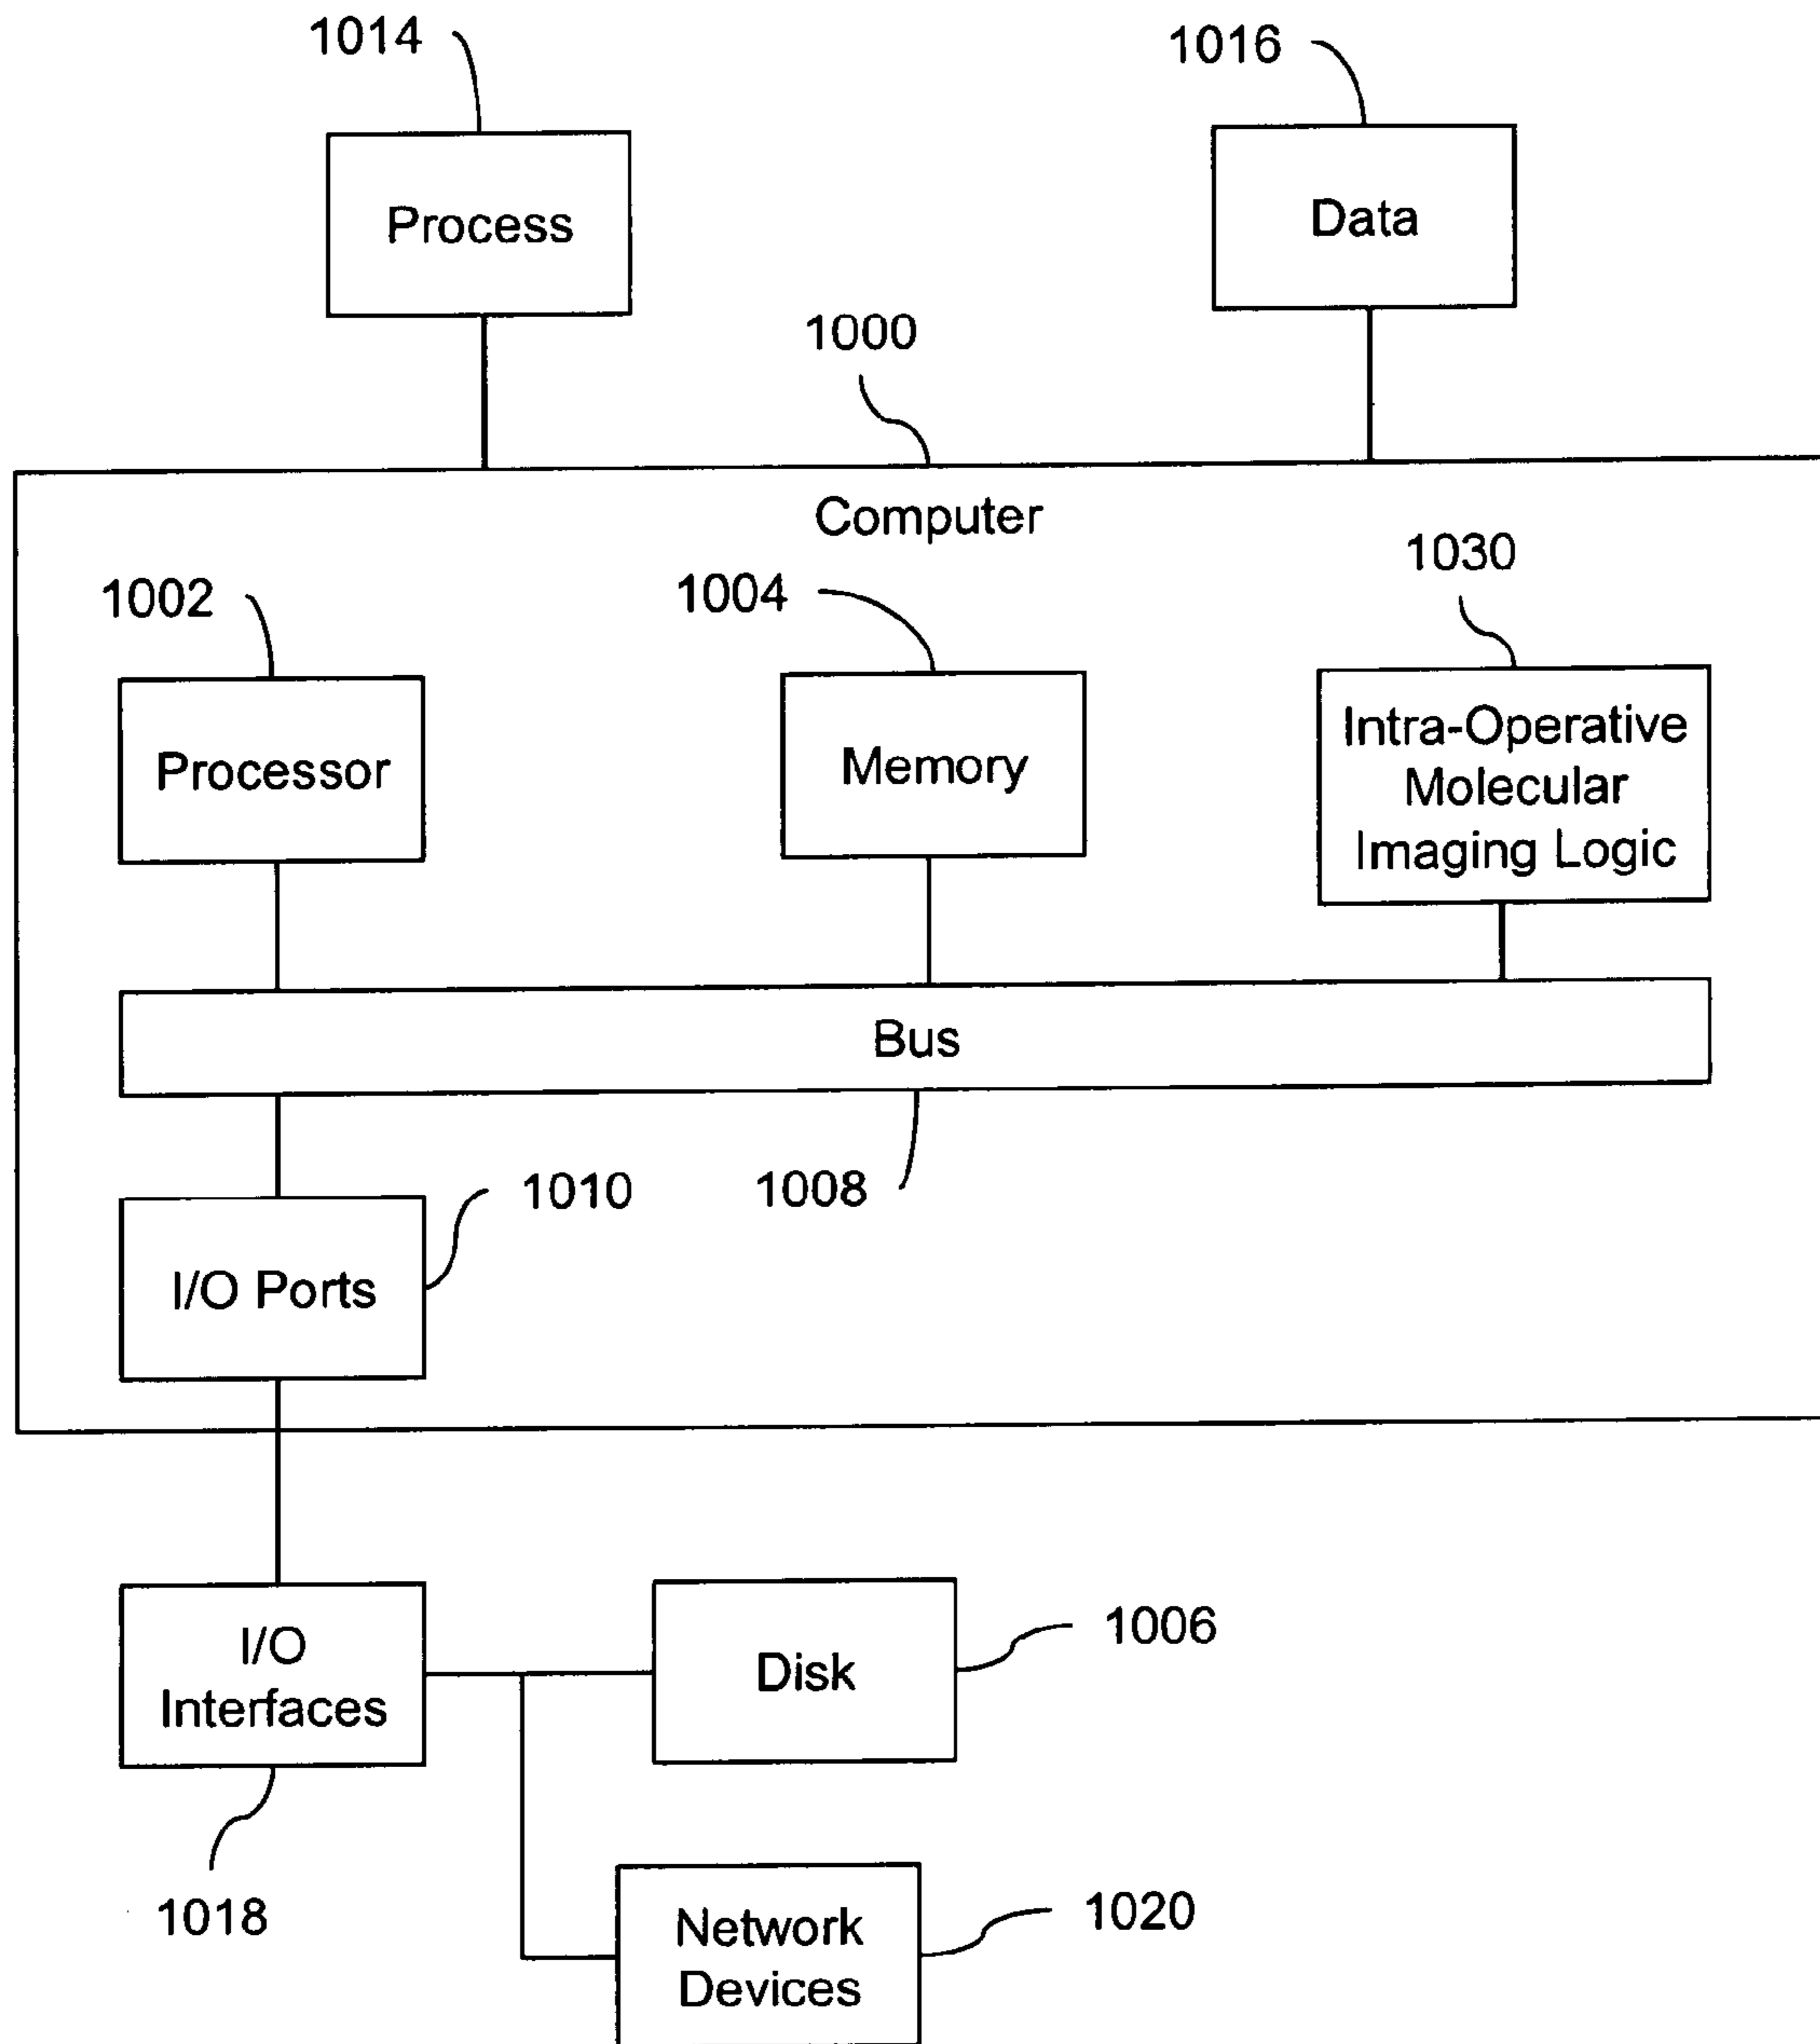 1014
1016
Process
Data
1000
Computer
1002
1004
1030
Processor
Memory
Intra-Operative
Molecular
Imaging Logic
Bus
1010
1008
I/O Ports
I/O
Interfaces
Disk
1006
1018
Network
Devices
1020